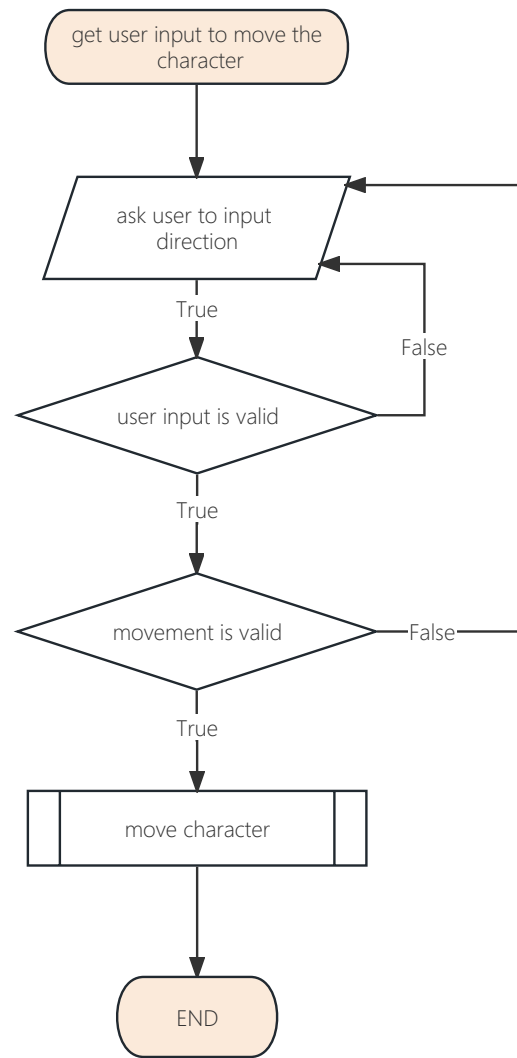 get user input to move the
character
ask user to input
direction
True
False
user input is valid
True
movement is valid
False
True
move character
END